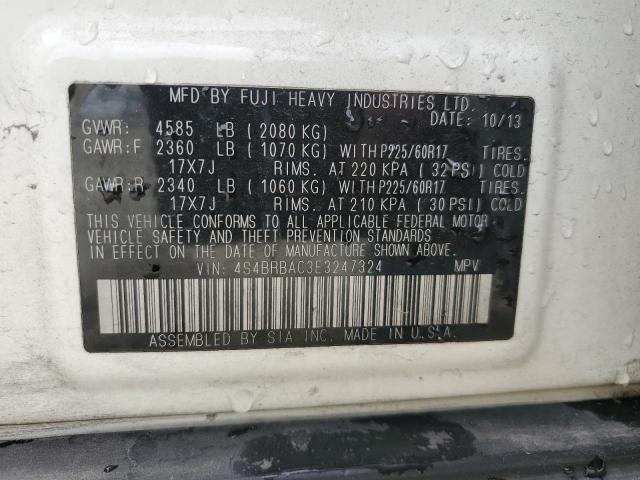 MFD BY FUJI HEAVY INDUSTRIES LTD.
DATE: 10/13
GVWR: 4585 LB (2080 KG)
GAWR:F 2360 LB (1070 KG) WITH P225/60R17 TIRES.
17X7J RIMS. AT 220 KPA (32 PSI) COLD
GAWR:R 2340 LB (1060 KG) WITH P225/60R17 TIRES.
17X7J RIMS. AT 210 KPA (30 PSI) COLD
THIS VEHICLE CONFORMS TO ALL APPLICABLE FEDERAL MOTOR
VEHICLE SAFETY AND THEFT PREVENTION STANDARDS
IN EFFECT ON THE DATE OF MANUFACTURE SHOWN ABOVE.
VIN: 4S4BRBAC3E3247324 MPV
ASSEMBLED BY SIA INC. MADE IN U.S.A.